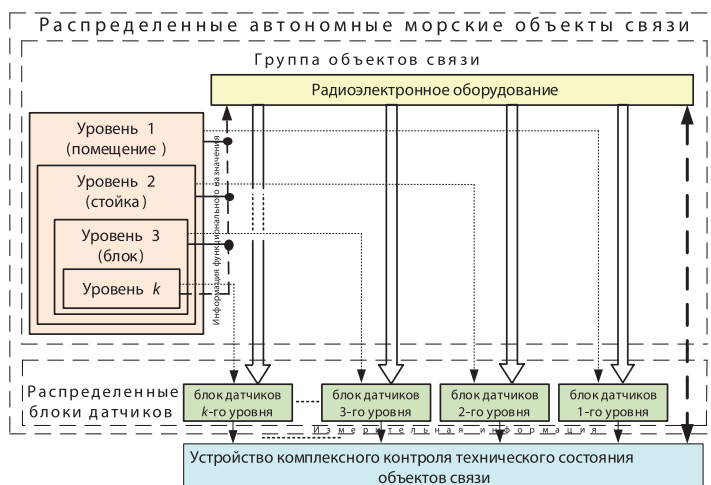 Распределенные автономные морские объекты связи
Группа объектов связи
Радиоэлектронное оборудование
Уровень 1
(помещение )
Уровень 2
(стойка)
Уровень 3
(блок)
Уровень k
Информация функционального назначения
Распределенные
блоки датчиков
блок датчиков
k-го уровня
блок датчиков
3-го уровня
блок датчиков
2-го уровня
блок датчиков
1-го уровня
Измерительная информация
Устройство комплексного контроля технического состояния
объектов связи